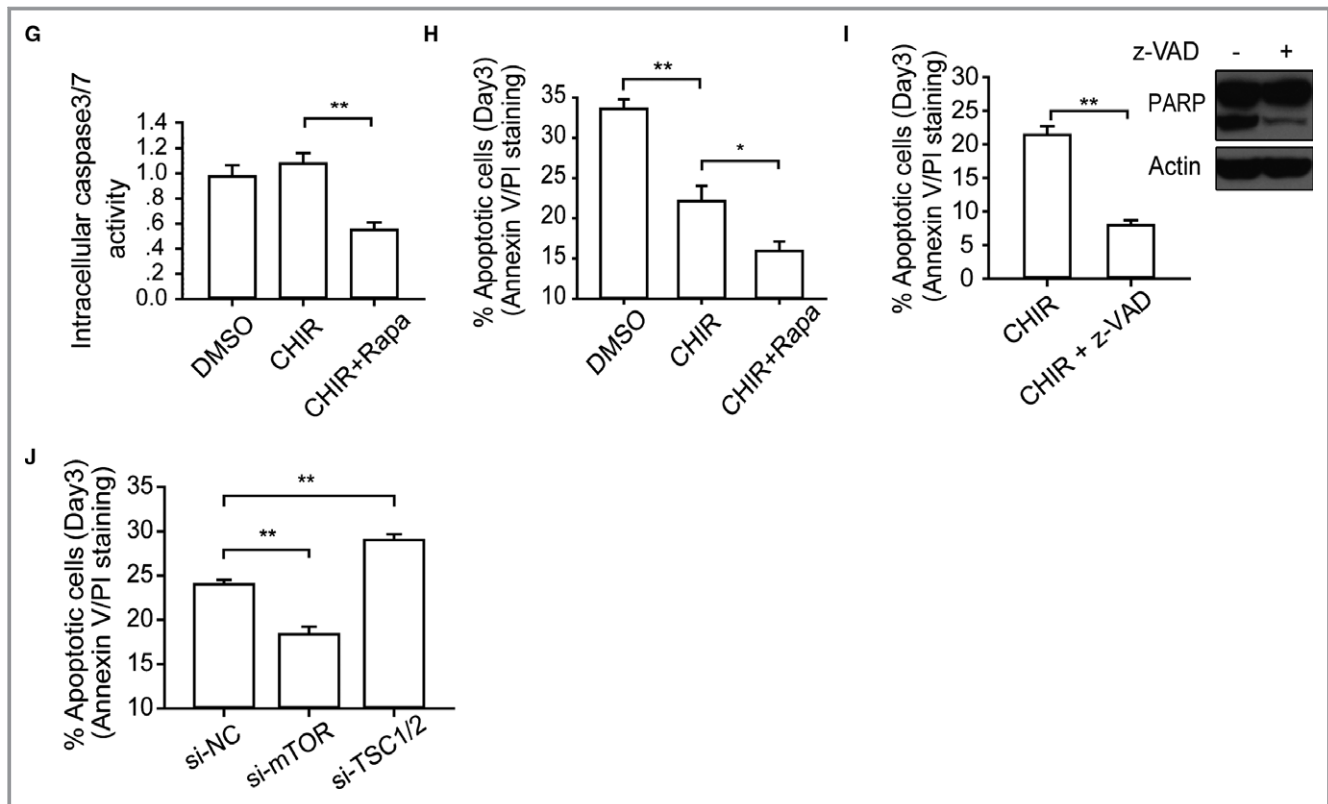 G
Intracellular caspase3/7
activity
1.4
1.2
1.0
.8
.6
.4
.2
0.0
**
DMSO
CHIR
CHIR+Rapa
H
% Apoptotic cells (Day3)
(Annexin V/PI staining)
35
30
25
20
15
10
**
*
DMSO
CHIR
CHIR+Rapa
I
% Apoptotic cells (Day3)
(Annexin V/PI staining)
30
25
20
15
10
5
0
**
CHIR
CHIR + z-VAD
z-VAD - +
PARP
Actin
J
% Apoptotic cells (Day3)
(Annexin V/PI staining)
35
30
25
20
15
10
**
**
si-NC
si-mTOR
si-TSC1/2